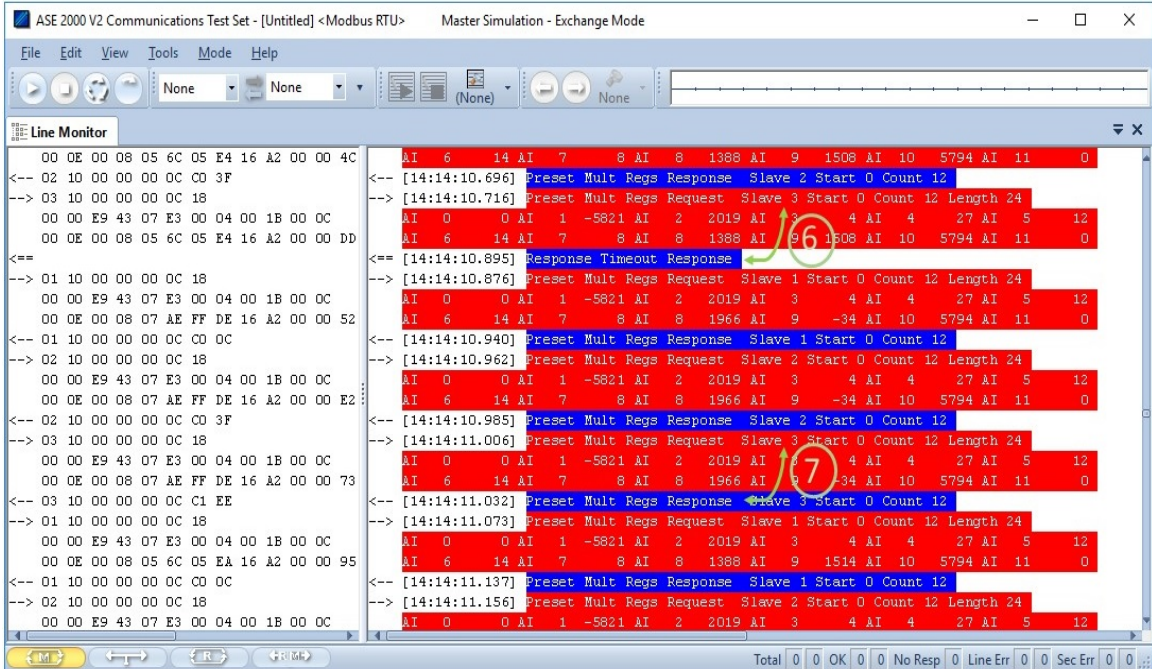 ASE 2000 V2 Communications Test Set - [Untitled] <Modbus RTU> Master Simulation - Exchange Mode
File Edit View Tools Mode Help
None None (None) None
Line Monitor
00 0E 00 08 05 6C 05 E4 16 A2 00 00 4C AI 6 14 AI 7 8 AI 8 1388 AI 9 1508 AI 10 5794 AI 11 0
<-- 02 10 00 00 00 0C C0 3F <-- [14:14:10.696] Preset Mult Regs Response Slave 2 Start 0 Count 12
--> 03 10 00 00 00 0C 18 --> [14:14:10.716] Preset Mult Regs Request Slave 3 Start 0 Count 12 Length 24
00 00 E9 43 07 E3 00 04 00 1B 00 0C AI 0 0 AI 1 -5821 AI 2 2019 AI 3 4 AI 4 27 AI 5 12
00 0E 00 08 05 6C 05 E4 16 A2 00 00 DD AI 6 14 AI 7 8 AI 8 1388 AI 9 1508 AI 10 5794 AI 11 0
6
<== <== [14:14:10.895] Response Timeout Response
--> 01 10 00 00 00 0C 18 --> [14:14:10.876] Preset Mult Regs Request Slave 1 Start 0 Count 12 Length 24
00 00 E9 43 07 E3 00 04 00 1B 00 0C AI 0 0 AI 1 -5821 AI 2 2019 AI 3 4 AI 4 27 AI 5 12
00 0E 00 08 07 AE FF DE 16 A2 00 00 52 AI 6 14 AI 7 8 AI 8 1966 AI 9 -34 AI 10 5794 AI 11 0
<-- 01 10 00 00 00 0C C0 0C <-- [14:14:10.940] Preset Mult Regs Response Slave 1 Start 0 Count 12
--> 02 10 00 00 00 0C 18 --> [14:14:10.962] Preset Mult Regs Request Slave 2 Start 0 Count 12 Length 24
00 00 E9 43 07 E3 00 04 00 1B 00 0C AI 0 0 AI 1 -5821 AI 2 2019 AI 3 4 AI 4 27 AI 5 12
00 0E 00 08 07 AE FF DE 16 A2 00 00 E2 AI 6 14 AI 7 8 AI 8 1966 AI 9 -34 AI 10 5794 AI 11 0
<-- 02 10 00 00 00 0C C0 3F <-- [14:14:10.985] Preset Mult Regs Response Slave 2 Start 0 Count 12
--> 03 10 00 00 00 0C 18 --> [14:14:11.006] Preset Mult Regs Request Slave 3 Start 0 Count 12 Length 24
00 00 E9 43 07 E3 00 04 00 1B 00 0C AI 0 0 AI 1 -5821 AI 2 2019 AI 3 4 AI 4 27 AI 5 12
7
00 0E 00 08 07 AE FF DE 16 A2 00 00 73 AI 6 14 AI 7 8 AI 8 1966 AI 9 -34 AI 10 5794 AI 11 0
<-- 03 10 00 00 00 0C C1 EE <-- [14:14:11.032] Preset Mult Regs Response Slave 3 Start 0 Count 12
--> 01 10 00 00 00 0C 18 --> [14:14:11.073] Preset Mult Regs Request Slave 1 Start 0 Count 12 Length 24
00 00 E9 43 07 E3 00 04 00 1B 00 0C AI 0 0 AI 1 -5821 AI 2 2019 AI 3 4 AI 4 27 AI 5 12
00 0E 00 08 05 6C 05 EA 16 A2 00 00 95 AI 6 14 AI 7 8 AI 8 1388 AI 9 1514 AI 10 5794 AI 11 0
<-- 01 10 00 00 00 0C C0 0C <-- [14:14:11.137] Preset Mult Regs Response Slave 1 Start 0 Count 12
--> 02 10 00 00 00 0C 18 --> [14:14:11.156] Preset Mult Regs Request Slave 2 Start 0 Count 12 Length 24
00 00 E9 43 07 E3 00 04 00 1B 00 0C AI 0 0 AI 1 -5821 AI 2 2019 AI 3 4 AI 4 27 AI 5 12
M R Total 0 0 OK 0 0 No Resp 0 Line Err 0 0 Sec Err 0 0